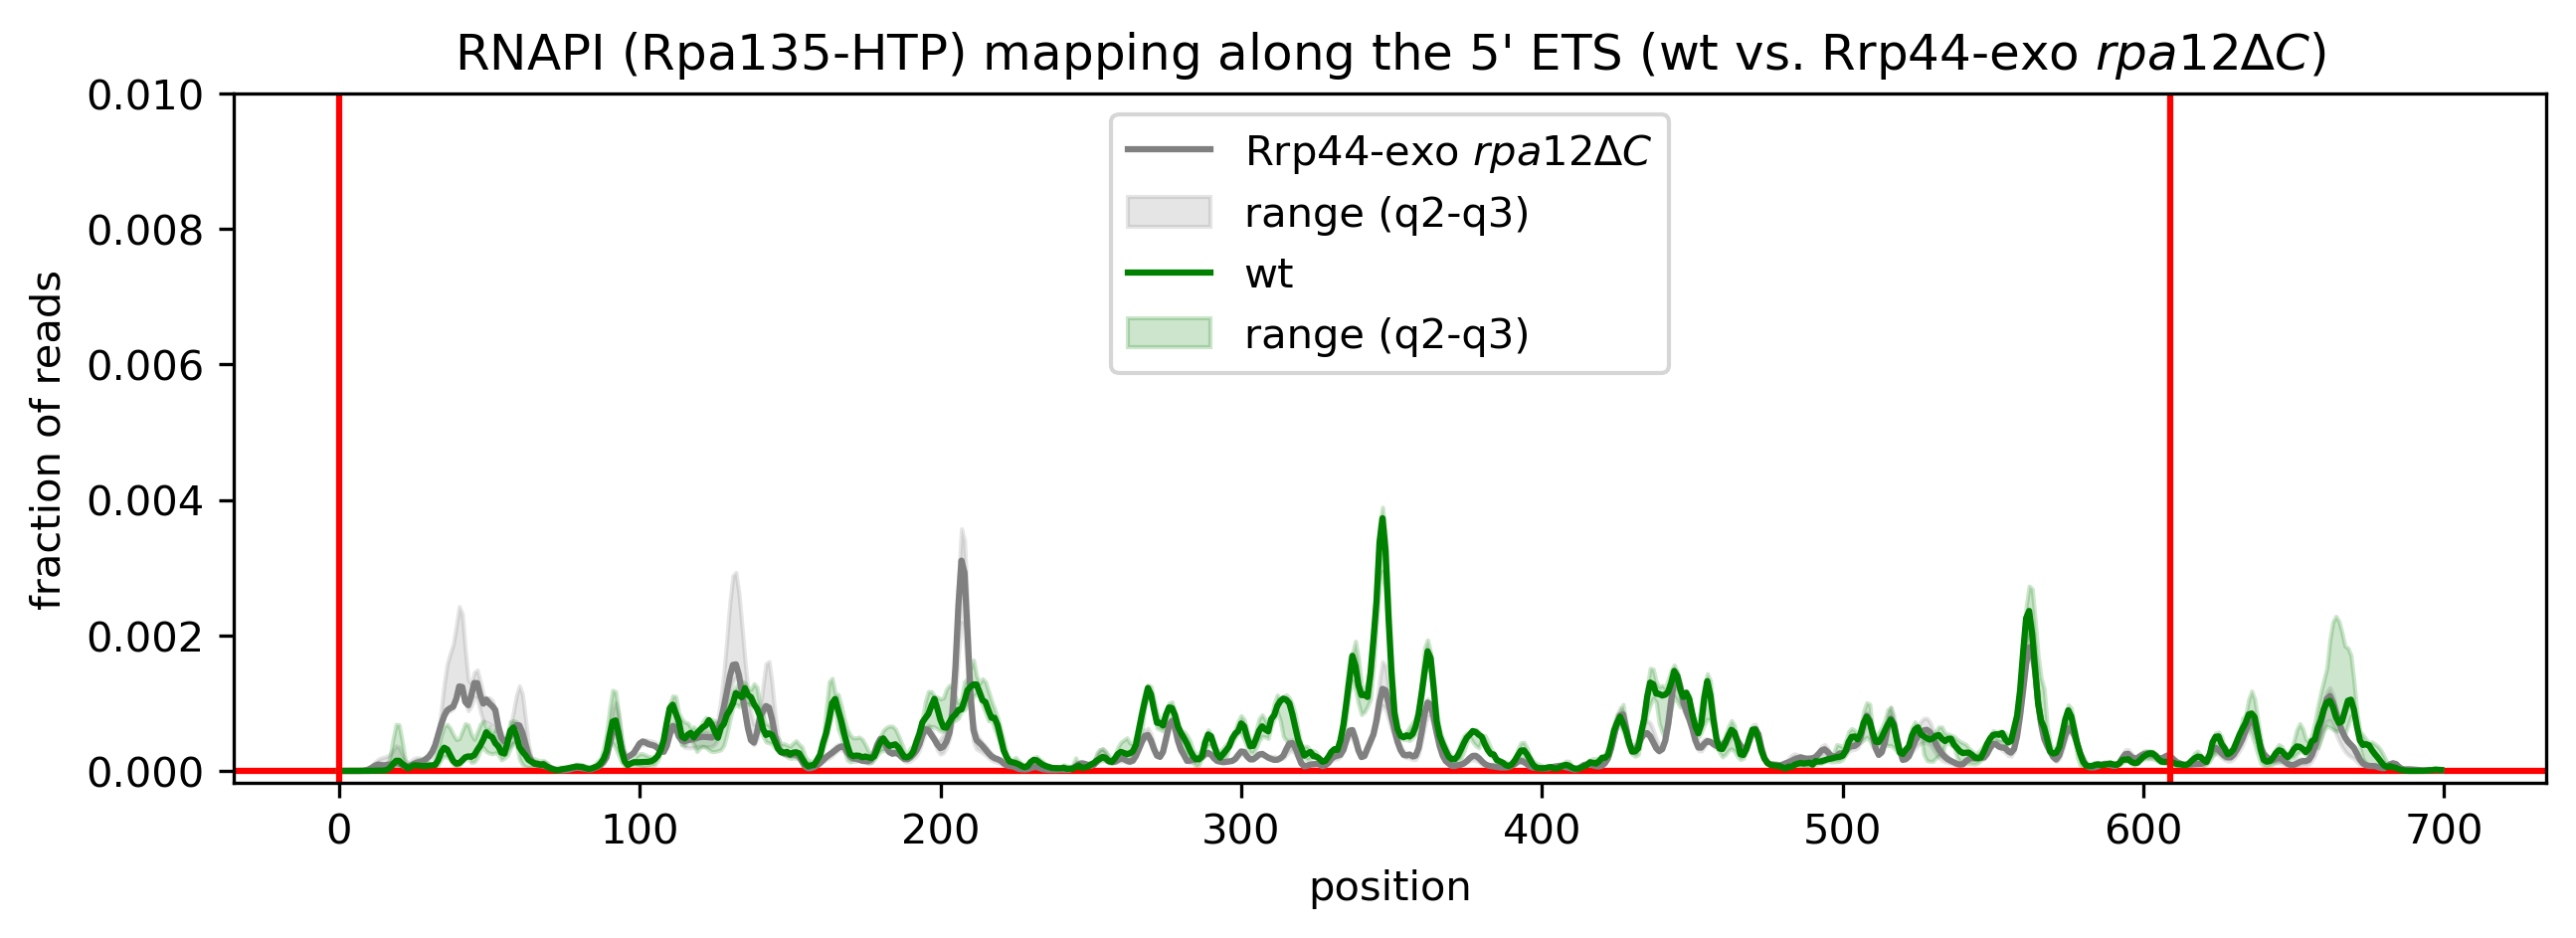 RNAPI (Rpa135-HTP) mapping along the 5' ETS (wt vs. Rrp44-exo rpa12ΔC)
0.010
0.008
0.006
0.004
0.002
0.000
fraction of reads
Rrp44-exo rpa12ΔC
range (q2-q3)
wt
range (q2-q3)
0 100 200 300 400 500 600 700
position